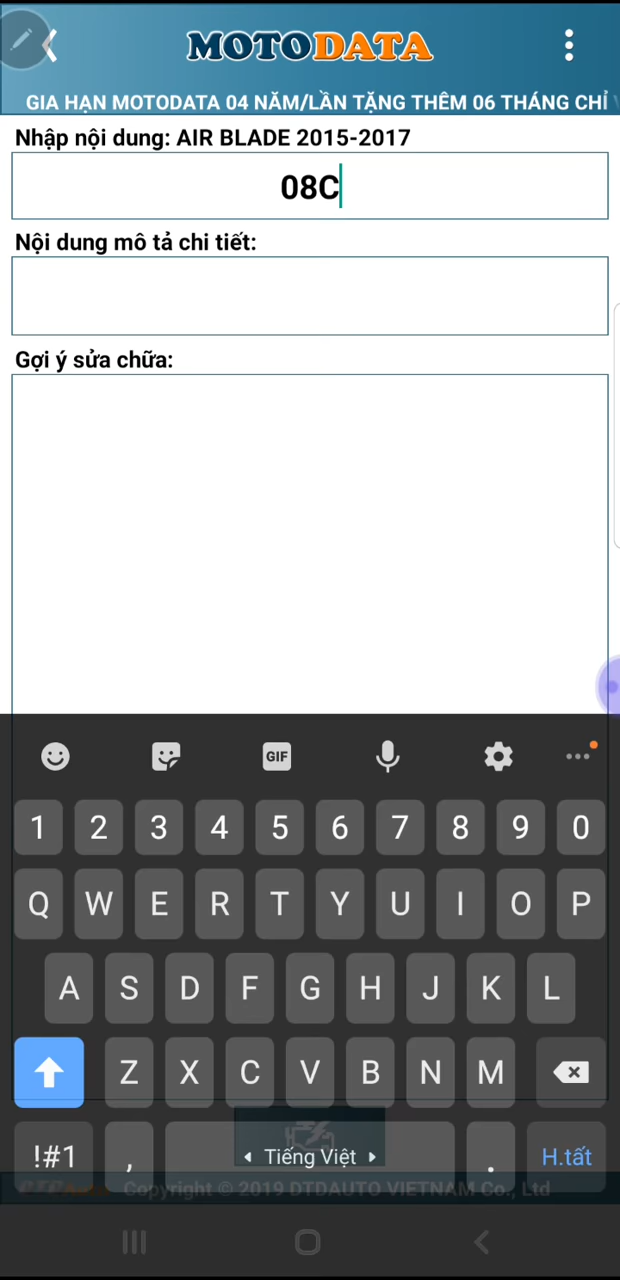 MOTODATA
GIA HẠN MOTODATA 04 NĂM/LẦN TẶNG THÊM 06 THÁNG CHỈ
Nhập nội dung: AIR BLADE 2015-2017
08C
Nội dung mô tả chi tiết:
Gợi ý sửa chữa:
GIF
1 2 3 4 5 6 7 8 9 0
Q W E R T Y U I O P
A S D F G H J K L
Z X C V B N M
!#1 , Tiếng Việt . H.tất
Copyright © 2019 DTDAUTO VIETNAM Co., Ltd